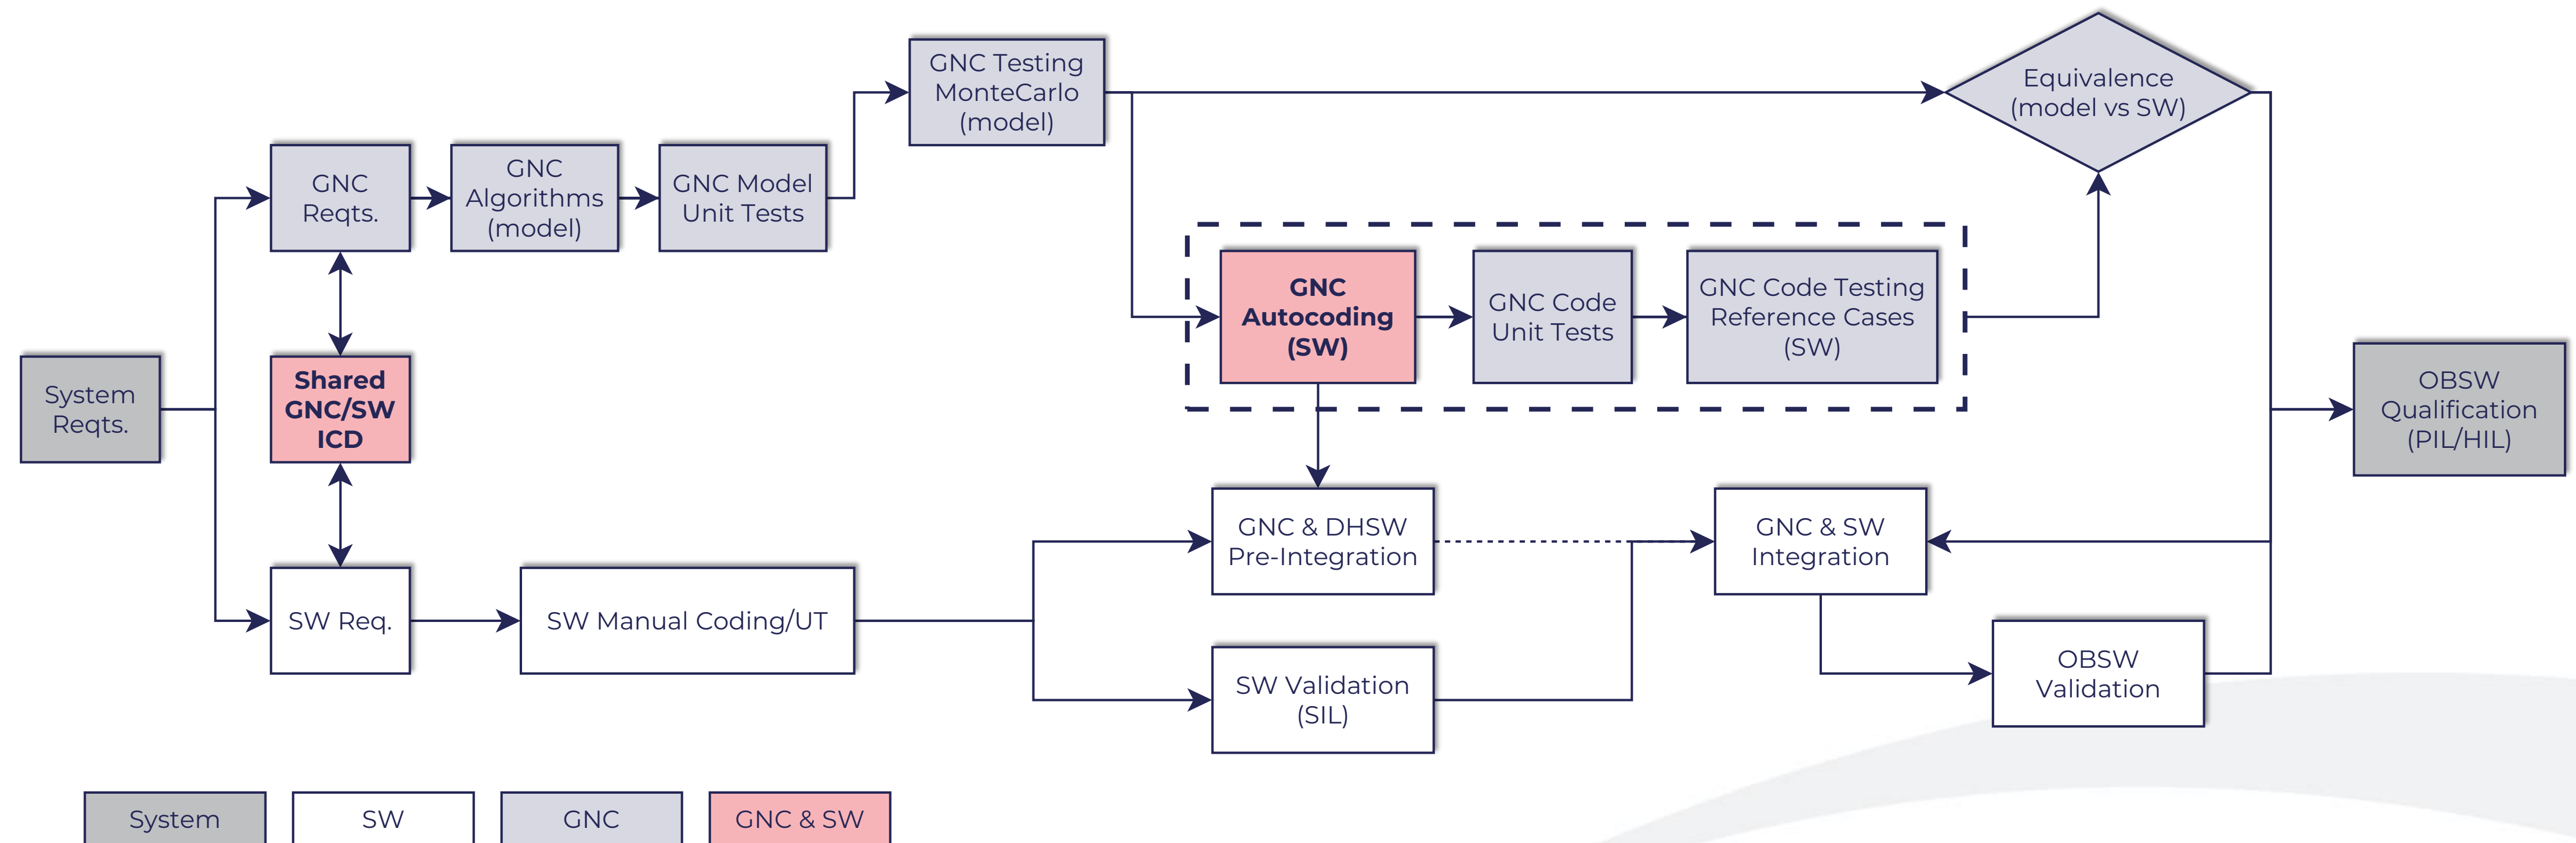 GNC Testing
MonteCarlo
(model)
Equivalence
(model vs SW)
GNC
Reqts.
GNC
Algorithms
(model)
GNC Model
Unit Tests
GNC
Autocoding
(SW)
GNC Code
Unit Tests
GNC Code Testing
Reference Cases
(SW)
System
Reqts.
Shared
GNC/SW
ICD
OBSW
Qualification
(PIL/HIL)
GNC & DHSW
Pre-Integration
GNC & SW
Integration
SW Req.
SW Manual Coding/UT
SW Validation
(SIL)
OBSW
Validation
System
SW
GNC
GNC & SW